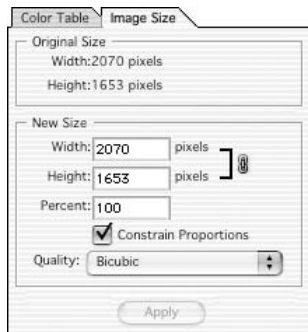 Color Table Image Size
Original Size
Width:2070 pixels
Height:1653 pixels
New Size
Width: 2070 pixels
Height: 1653 pixels
Percent: 100
Constrain Proportions
Quality: Bicubic
Apply